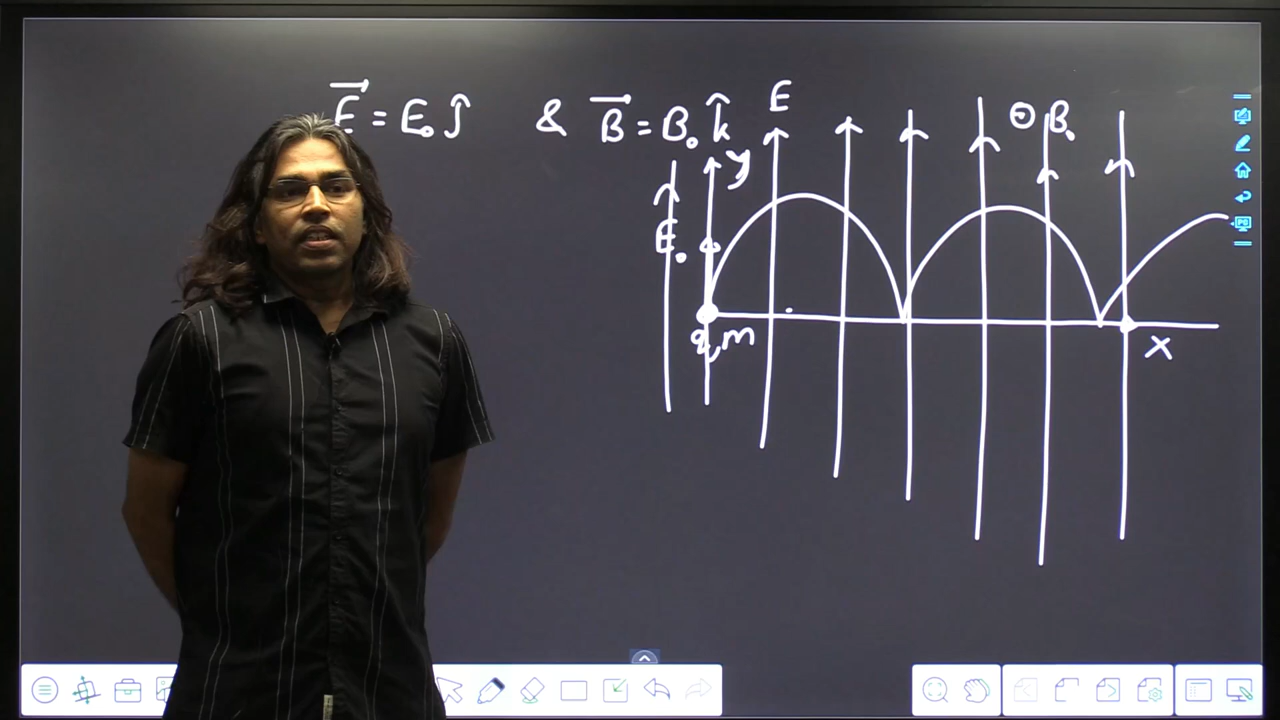 E⃗ = E₀ ĵ & B⃗ = B₀ k̂
E
⊙ B₀
y
E₀
q, m
x